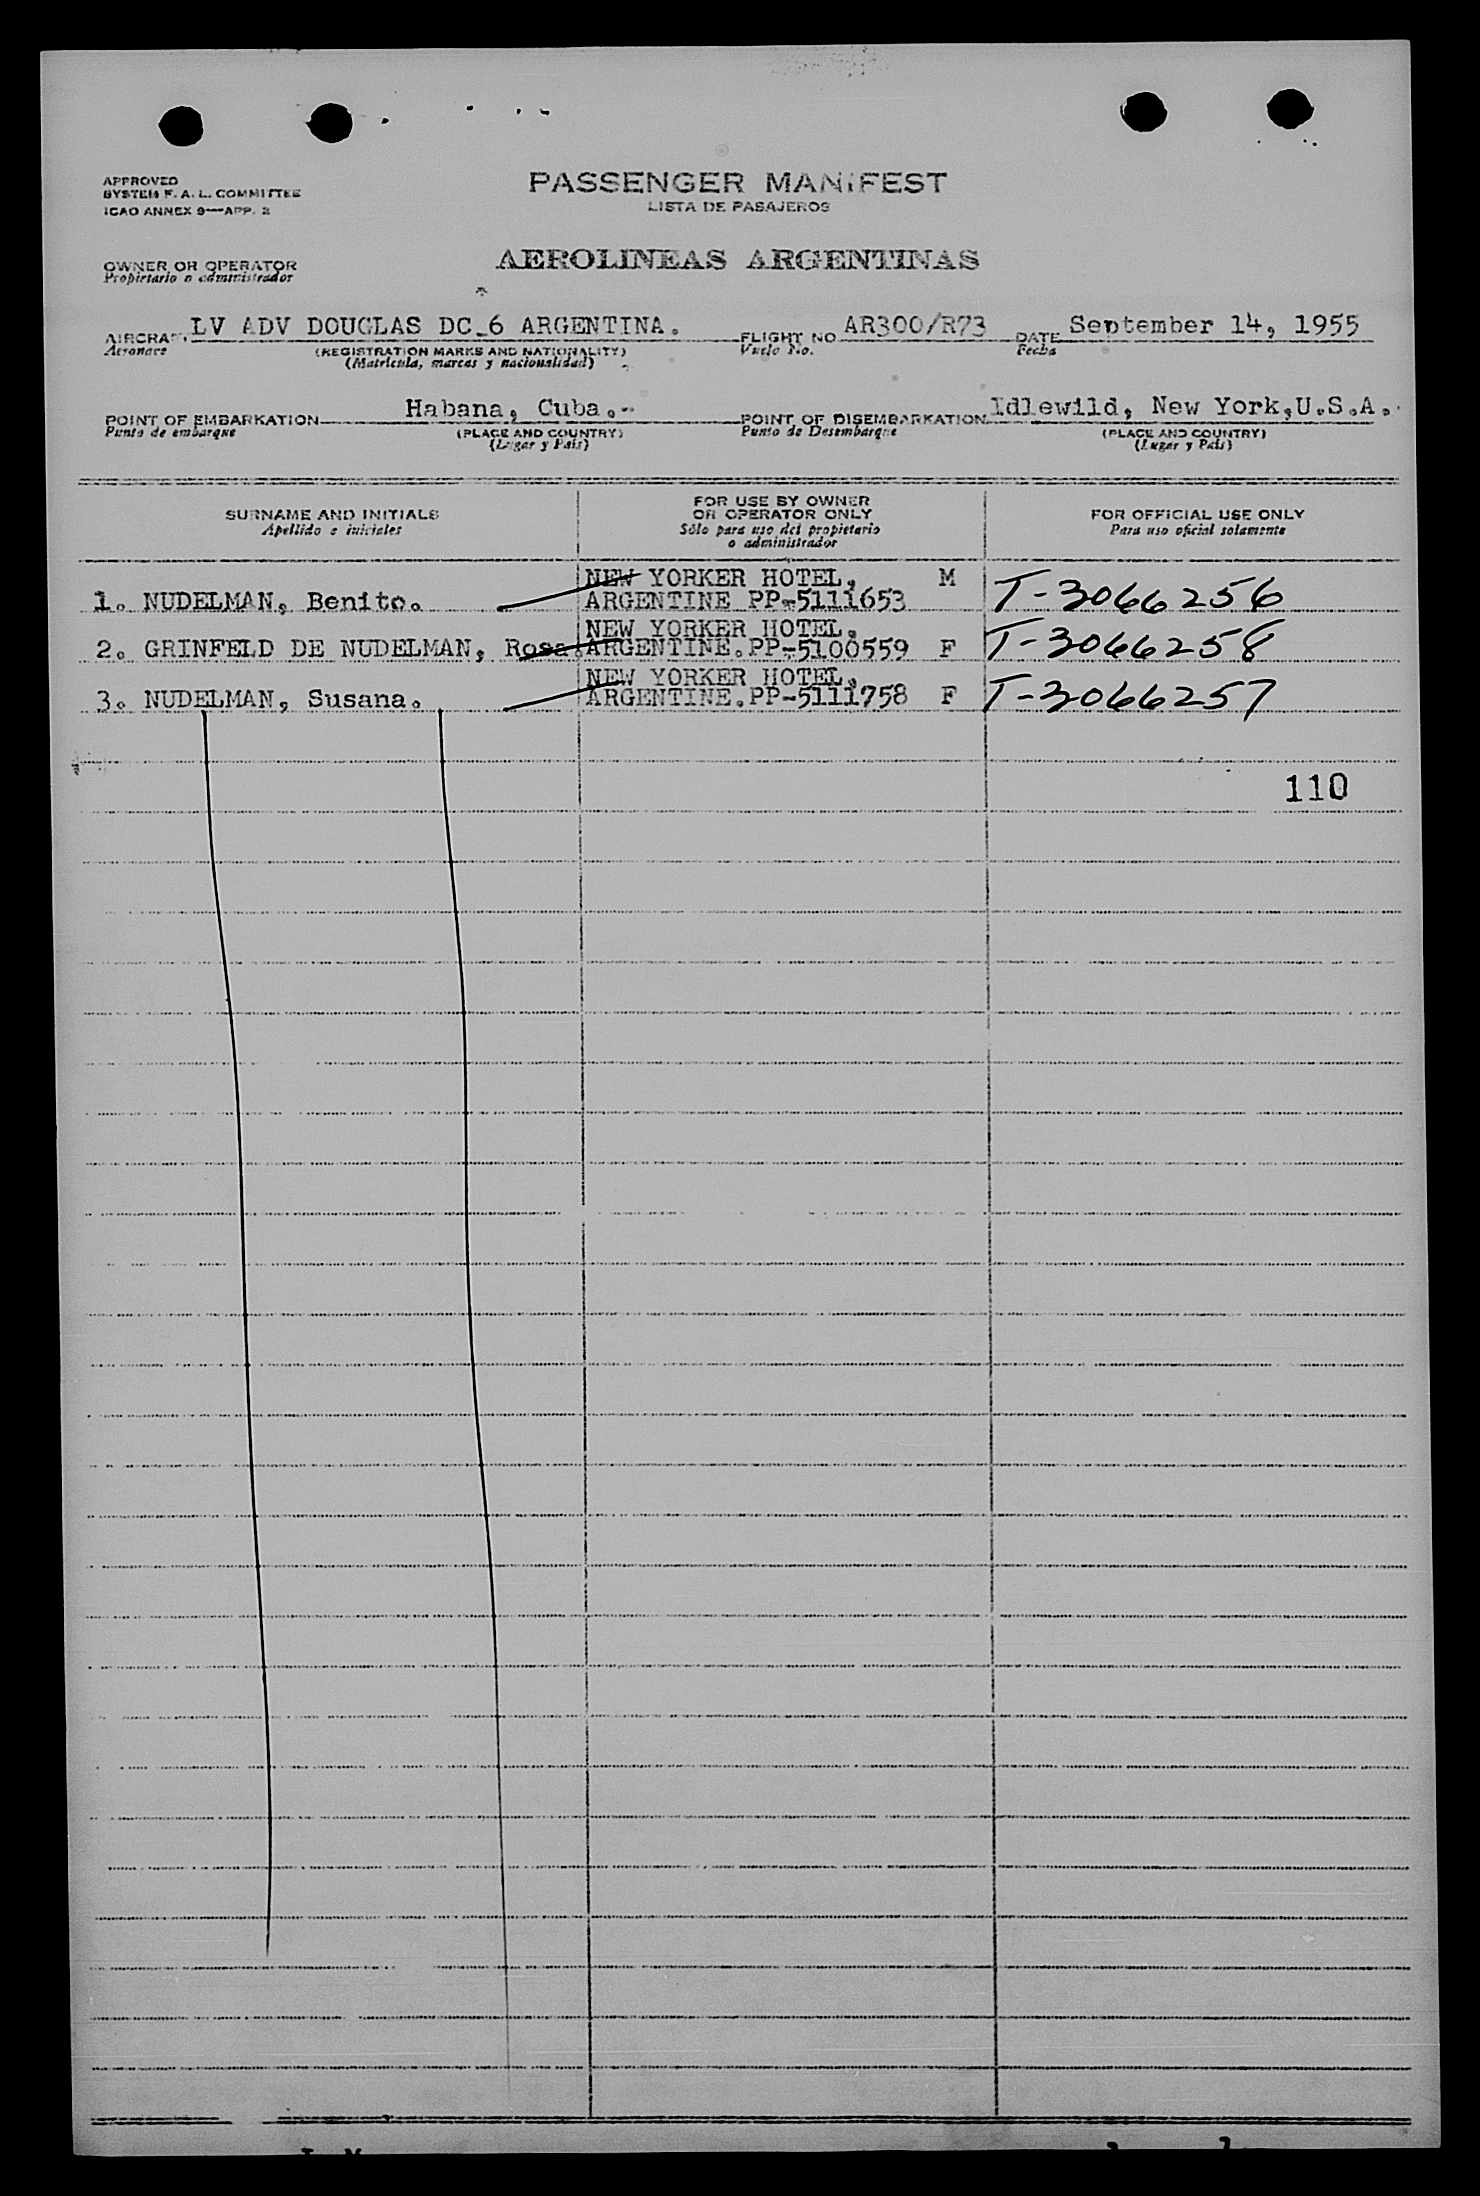 APPROVED
SYSTEM F. A. L. COMMITTEE
ICAO ANNEX 9—APP. 2
PASSENGER MANIFEST
LISTA DE PASAJEROS
OWNER OR OPERATOR
Propietario o administrador
AEROLINEAS ARGENTINAS
AIRCRAFT LV ADV DOUGLAS DC-6 ARGENTINA. FLIGHT NO AR300/R73 DATE September 14, 1955
Aeronave (REGISTRATION MARKS AND NATIONALITY) Vuelo No. Fecha
(Matrícula, marcas y nacionalidad)
POINT OF EMBARKATION Habana, Cuba.- POINT OF DISEMBARKATION Idlewild, New York,U.S.A.
Punto de embarque (PLACE AND COUNTRY) Punto de Desembarque (PLACE AND COUNTRY)
(Lugar y País) (Lugar y País)
SURNAME AND INITIALS
Apellido e iniciales
FOR USE BY OWNER
OR OPERATOR ONLY
Sólo para uso del propietario
o administrador
FOR OFFICIAL USE ONLY
Para uso oficial solamente
NEW YORKER HOTEL, M
1. NUDELMAN, Benito. ARGENTINE PP-5111653 T-3066256
NEW YORKER HOTEL,
2. GRINFELD DE NUDELMAN, Rosa. ARGENTINE.PP-5100559 F T-3066258
NEW YORKER HOTEL,
3. NUDELMAN, Susana. ARGENTINE.PP-5111758 F T-3066257
110